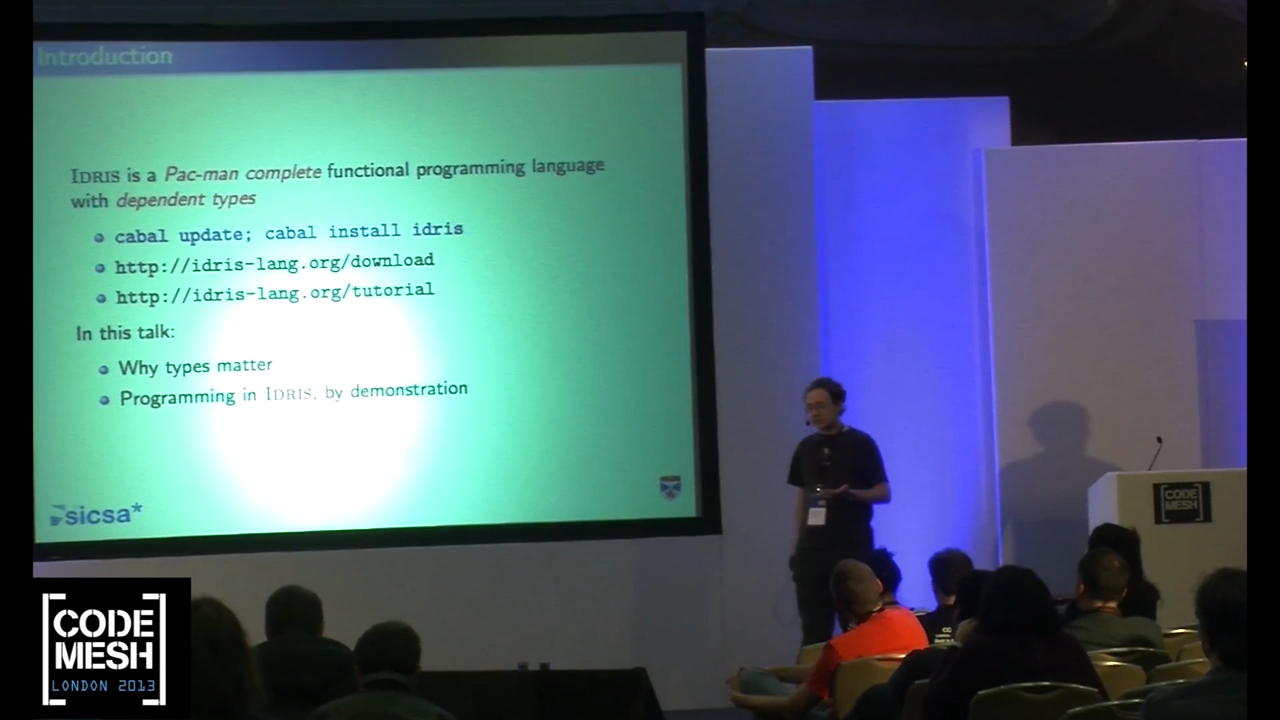 Introduction
IDRIS is a Pac-man complete functional programming language
with dependent types
cabal update; cabal install idris
http://idris-lang.org/download
http://idris-lang.org/tutorial
In this talk:
Why types matter
Programming in IDRIS, by demonstration
sicsa*
[CODE
MESH]
[CODE
MESH]
LONDON 2013